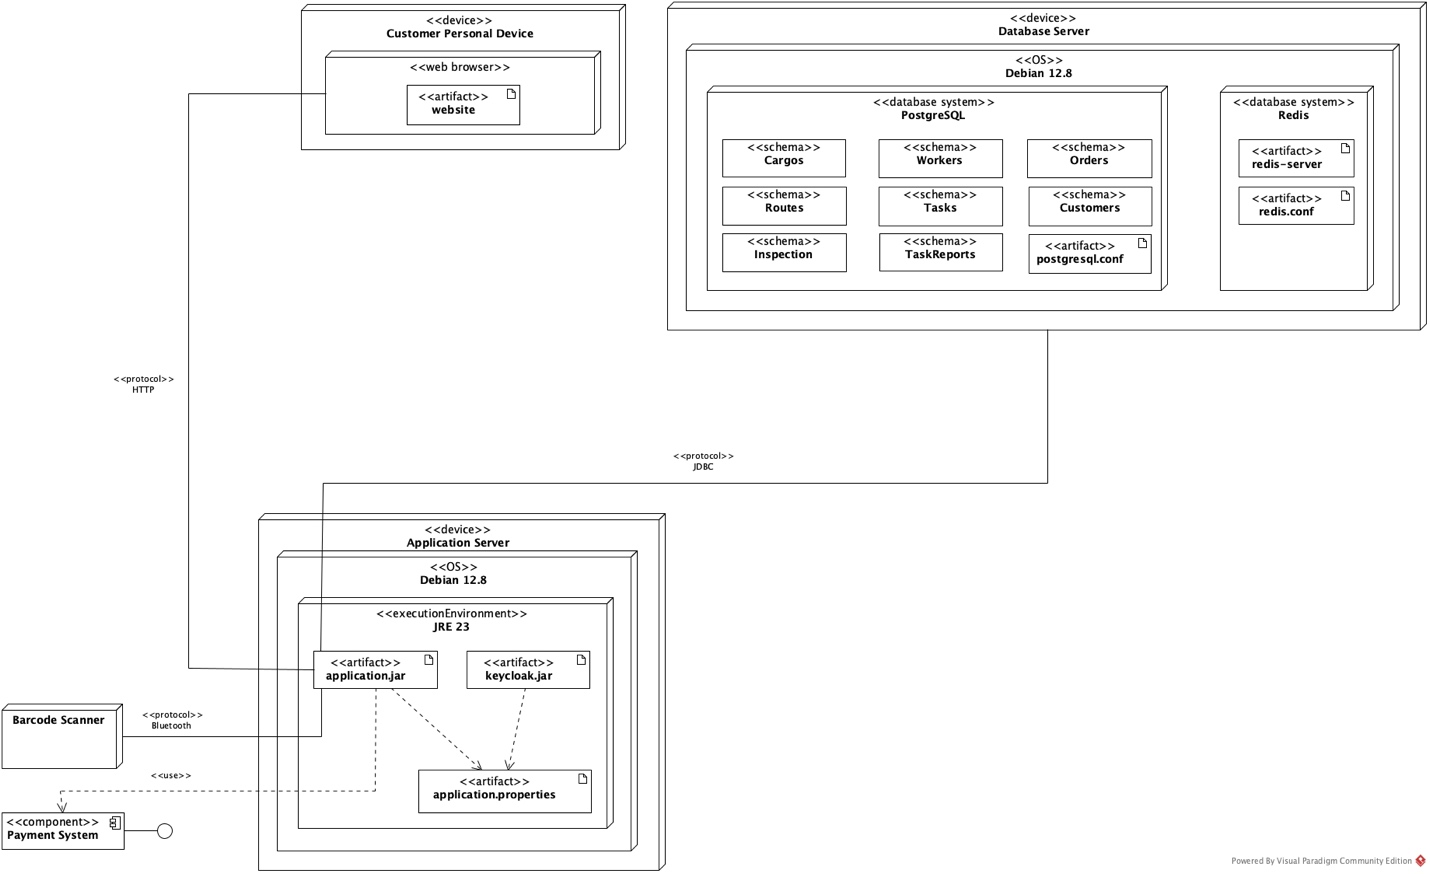 <<device>>
Customer Personal Device
<<web browser>>
<<artifact>>
website
<<device>>
Database Server
<<OS>>
Debian 12.8
<<database system>>
PostgreSQL
<<schema>>
Cargos
<<schema>>
Workers
<<schema>>
Orders
<<schema>>
Routes
<<schema>>
Tasks
<<schema>>
Customers
<<schema>>
Inspection
<<schema>>
TaskReports
<<artifact>>
postgresql.conf
<<database system>>
Redis
<<artifact>>
redis-server
<<artifact>>
redis.conf
<<protocol>>
HTTP
<<protocol>>
JDBC
<<device>>
Application Server
<<OS>>
Debian 12.8
<<executionEnvironment>>
JRE 23
<<artifact>>
application.jar
<<artifact>>
keycloak.jar
<<artifact>>
application.properties
Barcode Scanner
<<protocol>>
Bluetooth
<<use>>
<<component>>
Payment System
Powered By Visual Paradigm Community Edition